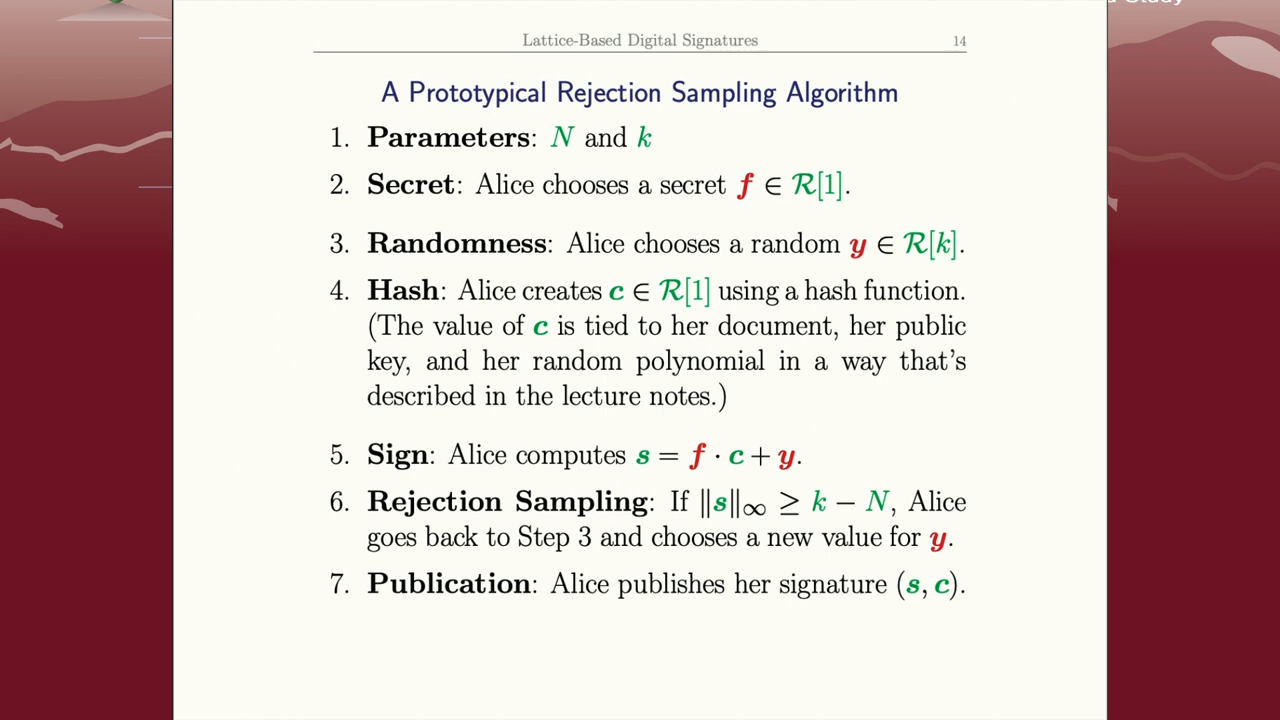 Study
Lattice-Based Digital Signatures 14
A Prototypical Rejection Sampling Algorithm
1. Parameters: N and k
2. Secret: Alice chooses a secret f ∈ R[1].
3. Randomness: Alice chooses a random y ∈ R[k].
4. Hash: Alice creates c ∈ R[1] using a hash function.
(The value of c is tied to her document, her public
key, and her random polynomial in a way that's
described in the lecture notes.)
5. Sign: Alice computes s = f · c + y.
6. Rejection Sampling: If ‖s‖∞ ≥ k − N, Alice
goes back to Step 3 and chooses a new value for y.
7. Publication: Alice publishes her signature (s, c).